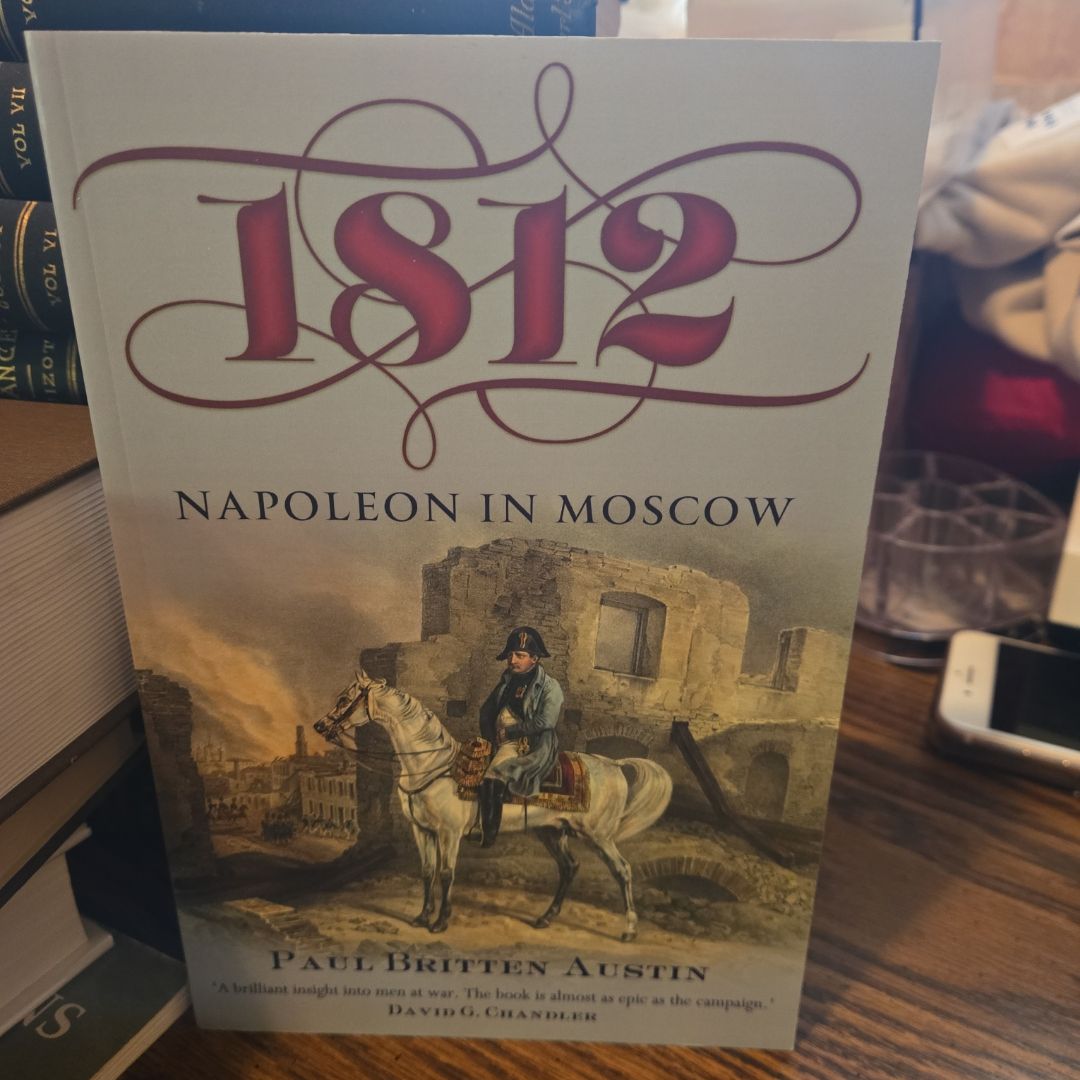 1812
NAPOLEON IN MOSCOW
PAUL BRITTEN AUSTIN
'A brilliant insight into men at war. The book is almost as epic as the campaign.'
DAVID G. CHANDLER
VOL VII
VOL VI
NS